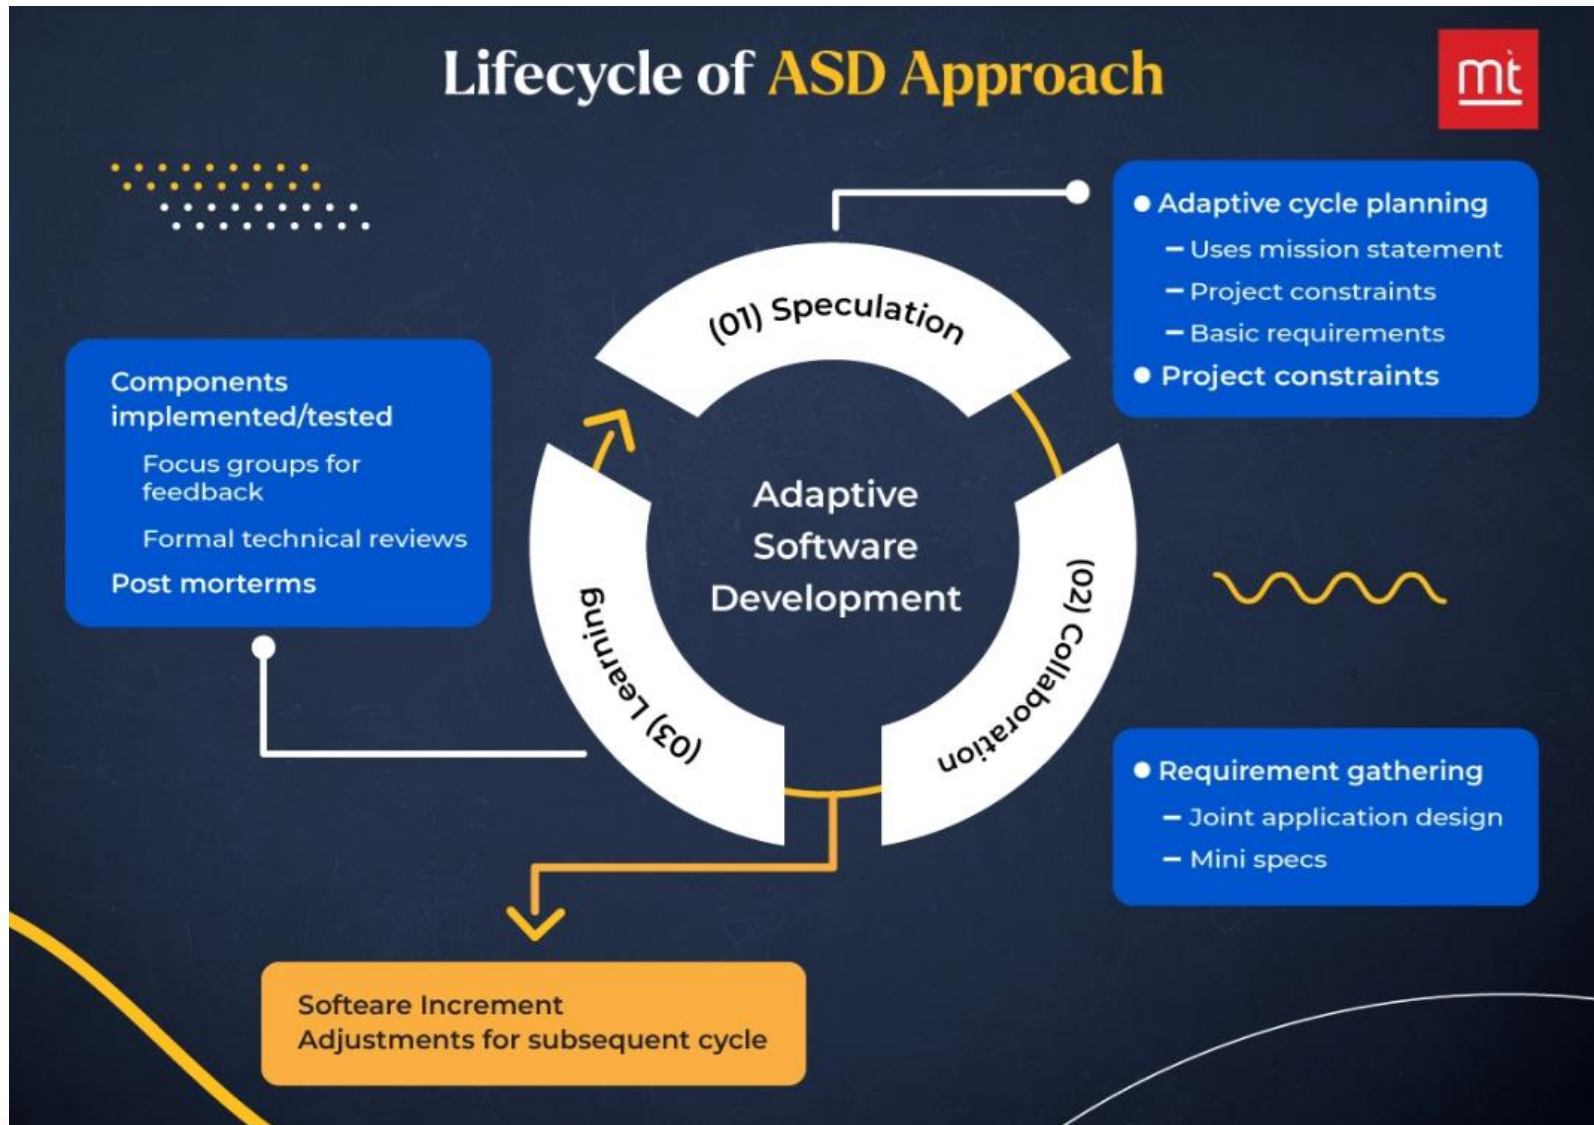 Lifecycle of ASD Approach
mt
● Adaptive cycle planning
– Uses mission statement
– Project constraints
– Basic requirements
● Project constraints
(01) Speculation
Components
implemented/tested
Focus groups for
feedback
Formal technical reviews
Post morterms
Adaptive
Software
Development
(02) Collaboration
(03) Learning
● Requirement gathering
– Joint application design
– Mini specs
Softeare Increment
Adjustments for subsequent cycle